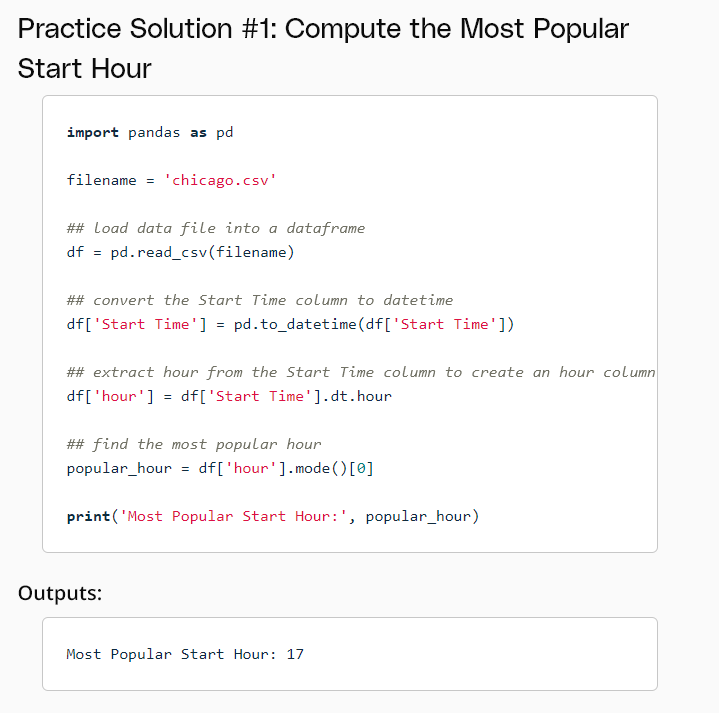 Practice Solution #1: Compute the Most Popular
Start Hour
import pandas as pd
filename = 'chicago.csv'
## load data file into a dataframe
df = pd.read_csv(filename)
## convert the Start Time column to datetime
df['Start Time'] = pd.to_datetime(df['Start Time'])
## extract hour from the Start Time column to create an hour column
df['hour'] = df['Start Time'].dt.hour
## find the most popular hour
popular_hour = df['hour'].mode()[0]
print('Most Popular Start Hour:', popular_hour)
Outputs:
Most Popular Start Hour: 17